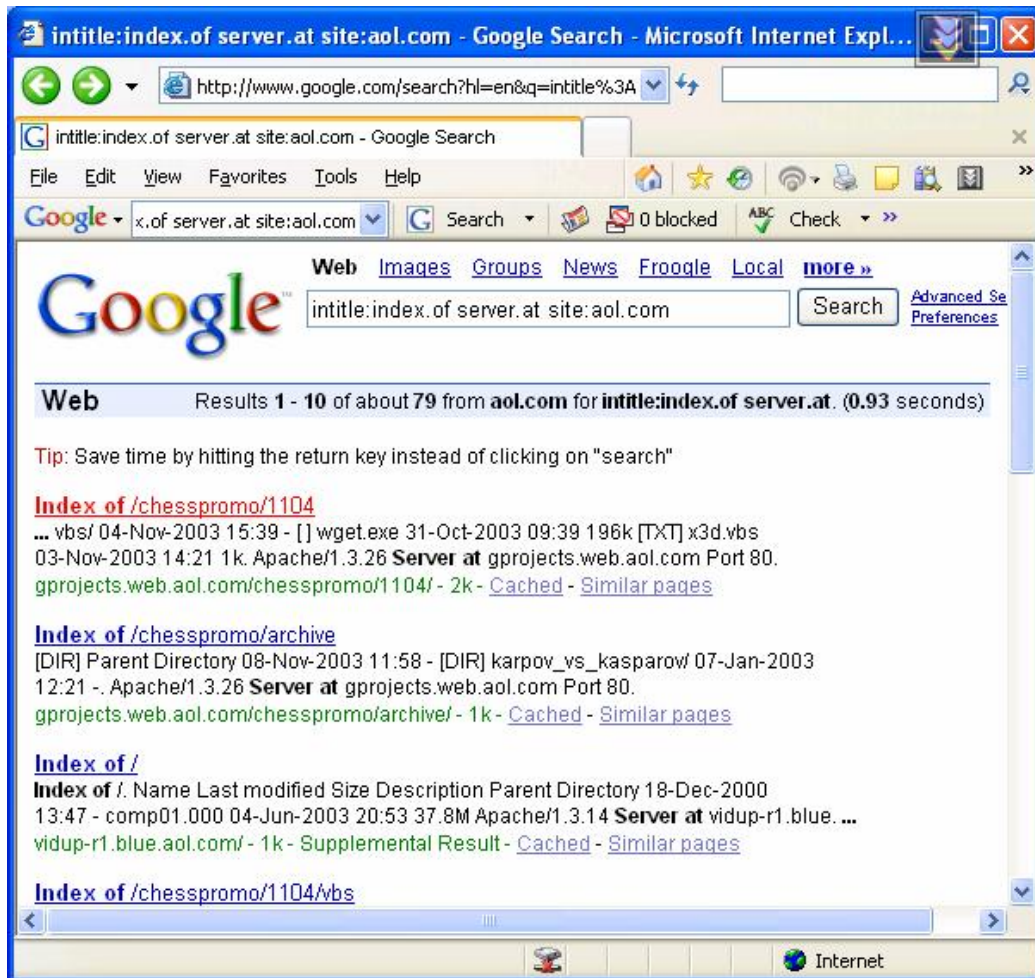 intitle:index.of server.at site:aol.com - Google Search - Microsoft Internet Expl...
http://www.google.com/search?hl=en&q=intitle%3A
intitle:index.of server.at site:aol.com - Google Search
File Edit View Favorites Tools Help
Google x.of server.at site:aol.com G Search 0 blocked ABC Check
Web Images Groups News Froogle Local more »
Google™ intitle:index.of server.at site:aol.com Search Advanced Se
Preferences
Web Results 1 - 10 of about 79 from aol.com for intitle:index.of server.at. (0.93 seconds)
Tip: Save time by hitting the return key instead of clicking on "search"
Index of /chesspromo/1104
... vbs/ 04-Nov-2003 15:39 - [ ] wget.exe 31-Oct-2003 09:39 196k [TXT] x3d.vbs
03-Nov-2003 14:21 1k. Apache/1.3.26 Server at gprojects.web.aol.com Port 80.
gprojects.web.aol.com/chesspromo/1104/ - 2k - Cached - Similar pages
Index of /chesspromo/archive
[DIR] Parent Directory 08-Nov-2003 11:58 - [DIR] karpov_vs_kasparov/ 07-Jan-2003
12:21 -. Apache/1.3.26 Server at gprojects.web.aol.com Port 80.
gprojects.web.aol.com/chesspromo/archive/ - 1k - Cached - Similar pages
Index of /
Index of /. Name Last modified Size Description Parent Directory 18-Dec-2000
13:47 - comp01.000 04-Jun-2003 20:53 37.8M Apache/1.3.14 Server at vidup-r1.blue. ...
vidup-r1.blue.aol.com/ - 1k - Supplemental Result - Cached - Similar pages
Index of /chesspromo/1104/vbs
Internet